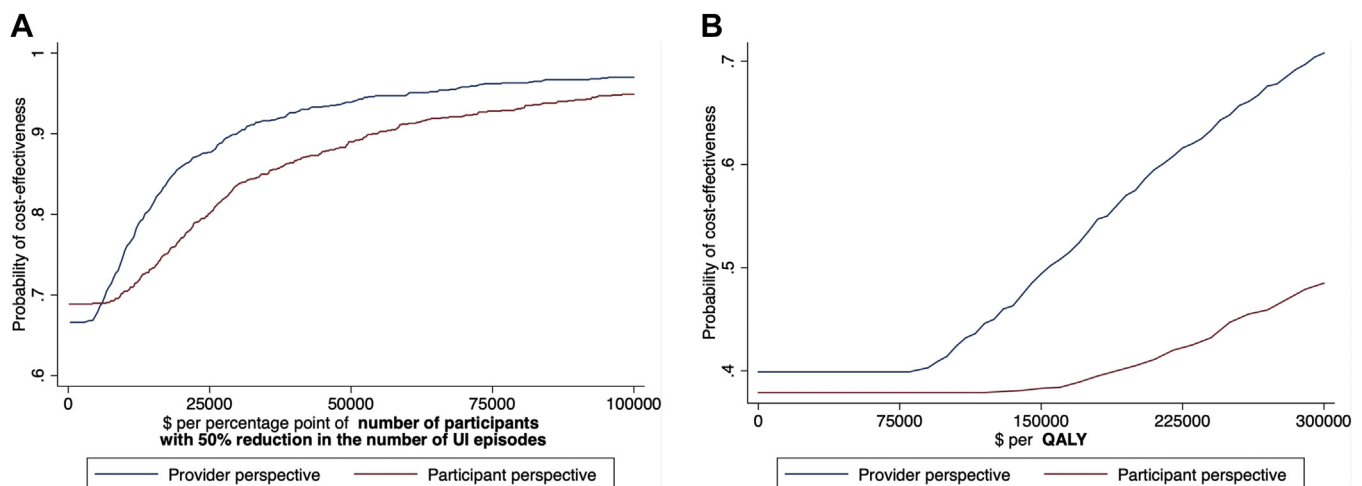 A
Probability of cost-effectiveness
1
.9
.8
.7
.6
0 25000 50000 75000 100000
$ per percentage point of number of participants
with 50% reduction in the number of UI episodes
Provider perspective Participant perspective
B
Probability of cost-effectiveness
.7
.6
.5
.4
0 75000 150000 225000 300000
$ per QALY
Provider perspective Participant perspective